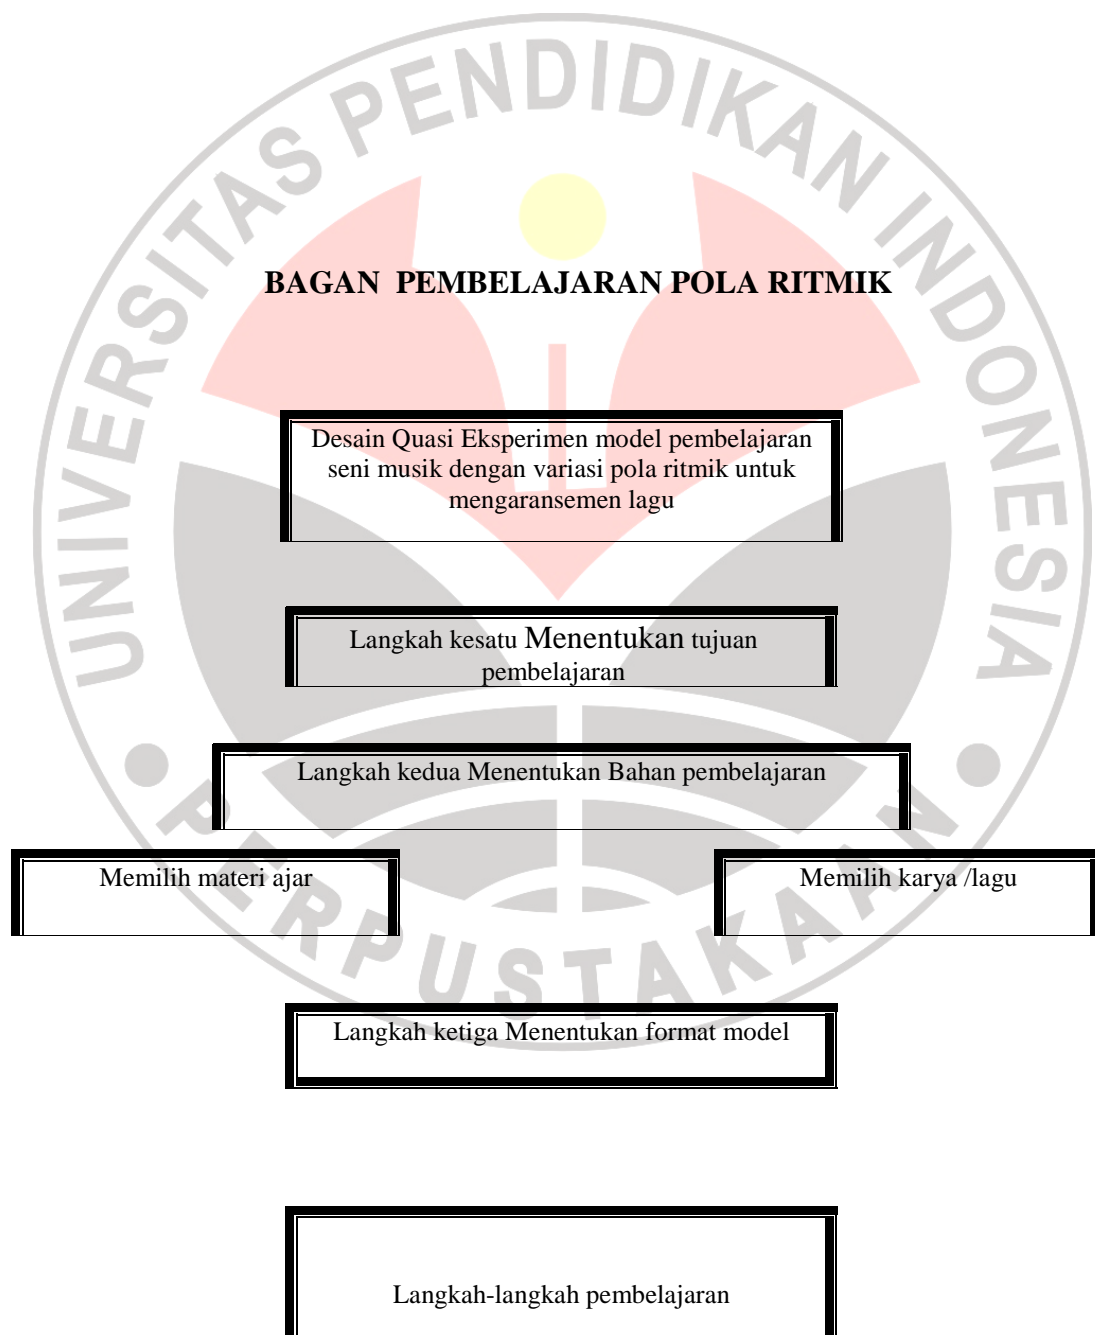 UNIVERSITAS PENDIDIKAN INDONESIA
BAGAN PEMBELAJARAN POLA RITMIK
Desain Quasi Eksperimen model pembelajaran
seni musik dengan variasi pola ritmik untuk
mengaransemen lagu
Langkah kesatu Menentukan tujuan
pembelajaran
Langkah kedua Menentukan Bahan pembelajaran
Memilih materi ajar
Memilih karya /lagu
PERPUSTAKAAN
Langkah ketiga Menentukan format model
Langkah-langkah pembelajaran